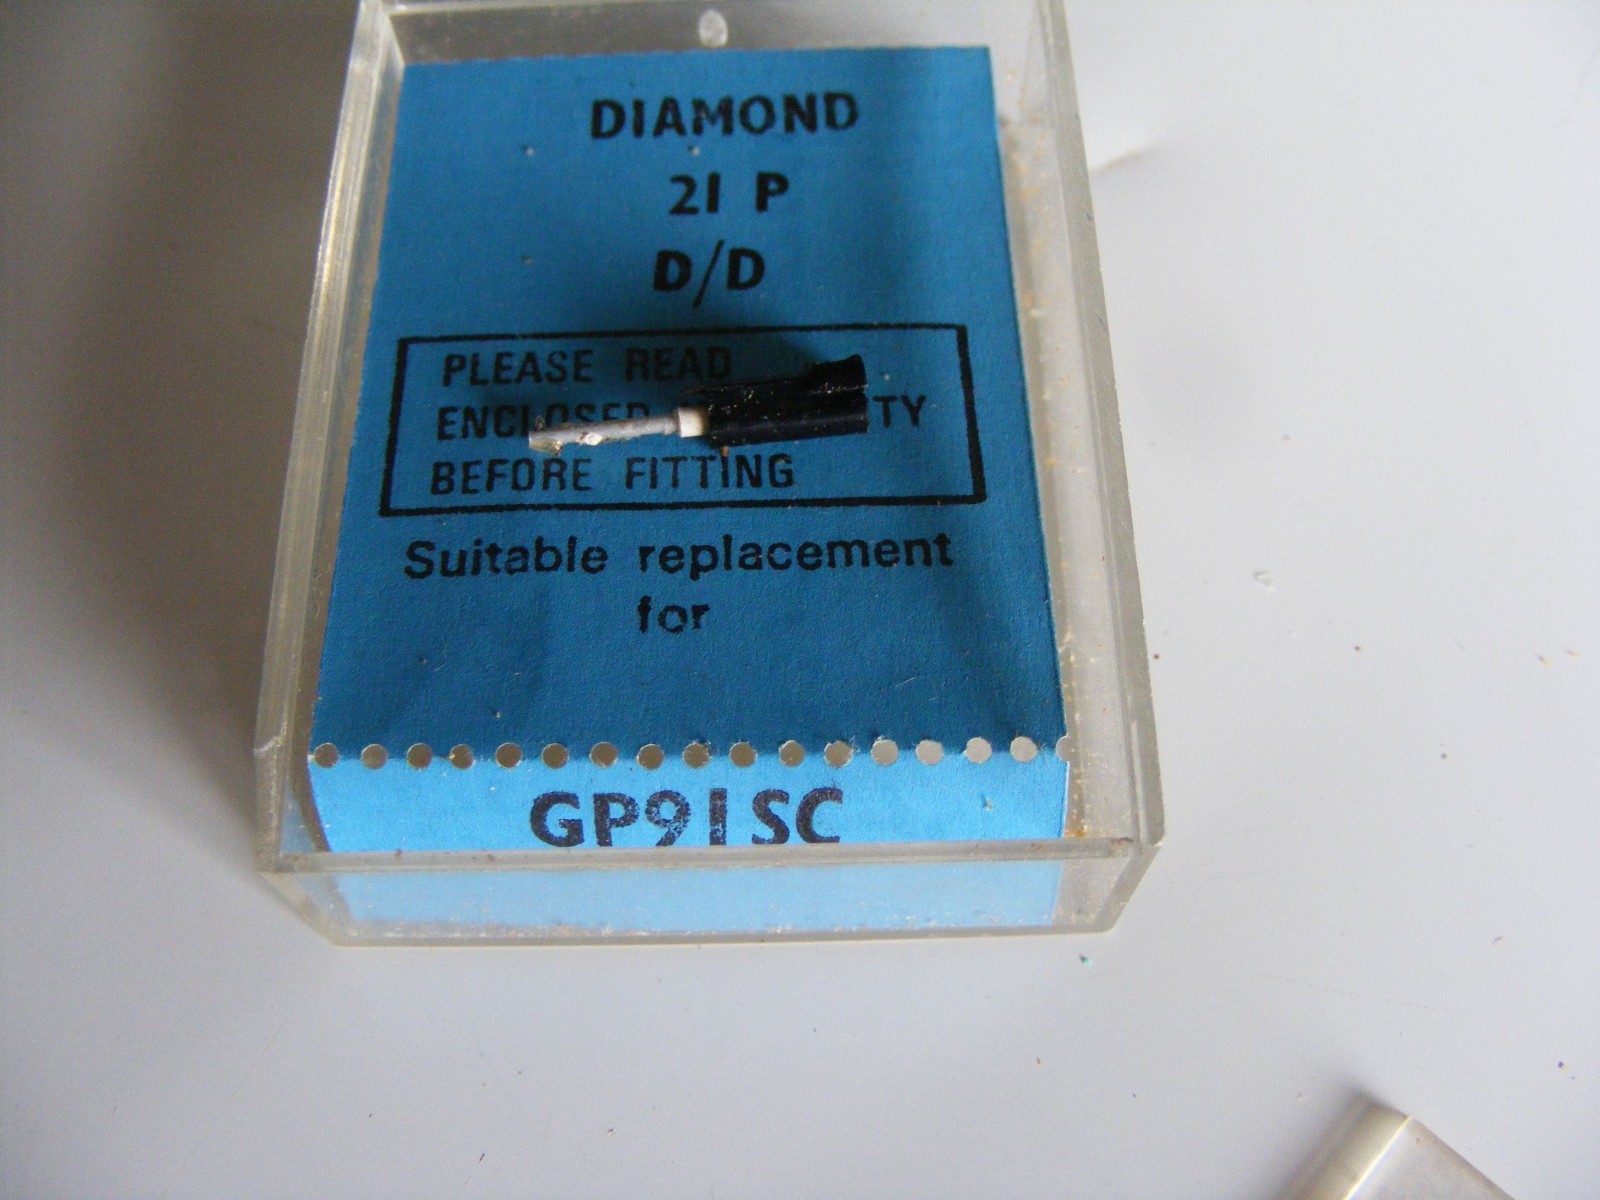 DIAMOND
21 P
D/D
PLEASE READ
ENCLOSED
BEFORE FITTING
Suitable replacement
for
GP91SC